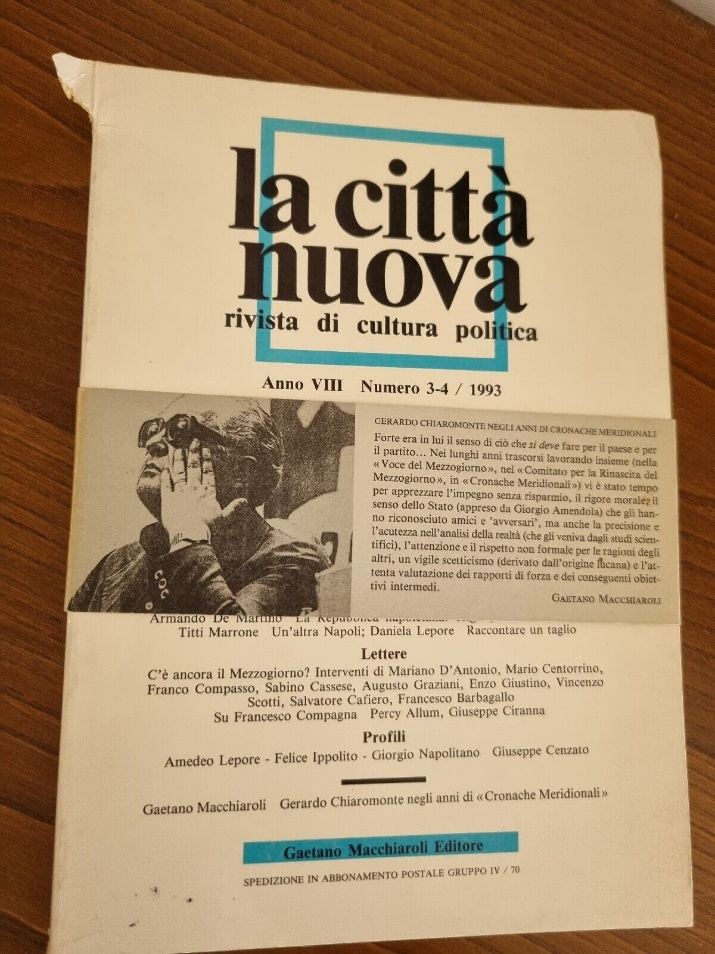 la città
nuova
rivista di cultura politica
Anno VIII Numero 3-4 / 1993
GERARDO CHIAROMONTE NEGLI ANNI DI CRONACHE MERIDIONALI
Forte era in lui il senso di ciò che si deve fare per il paese e per
il partito... Nei lunghi anni trascorsi lavorando insieme (nella
«Voce del Mezzogiorno», nel «Comitato per la Rinascita del
Mezzogiorno», in «Cronache Meridionali») vi è stato tempo
per apprezzare l'impegno senza risparmio, il rigore morale, il
senso dello Stato (appreso da Giorgio Amendola) che gli han-
no riconosciuto amici e 'avversari', ma anche la precisione e
l'acutezza nell'analisi della realtà (che gli veniva dagli studi scien-
tifici), l'attenzione e il rispetto non formale per le ragioni degli
altri, un vigile scetticismo (derivato dall'origine lucana) e l'at-
tenta valutazione dei rapporti di forza e dei conseguenti obiet-
tivi intermedi.
GAETANO MACCHIAROLI
Armando De Martino La Repubblica napoletana:
Titti Marrone Un'altra Napoli; Daniela Lepore Raccontare un taglio
Lettere
C'è ancora il Mezzogiorno? Interventi di Mariano D'Antonio, Mario Centorrino,
Franco Compasso, Sabino Cassese, Augusto Graziani, Enzo Giustino, Vincenzo
Scotti, Salvatore Cafiero, Francesco Barbagallo
Su Francesco Compagna Percy Allum, Giuseppe Ciranna
Profili
Amedeo Lepore - Felice Ippolito - Giorgio Napolitano Giuseppe Cenzato
Gaetano Macchiaroli Gerardo Chiaromonte negli anni di «Cronache Meridionali»
Gaetano Macchiaroli Editore
SPEDIZIONE IN ABBONAMENTO POSTALE GRUPPO IV / 70